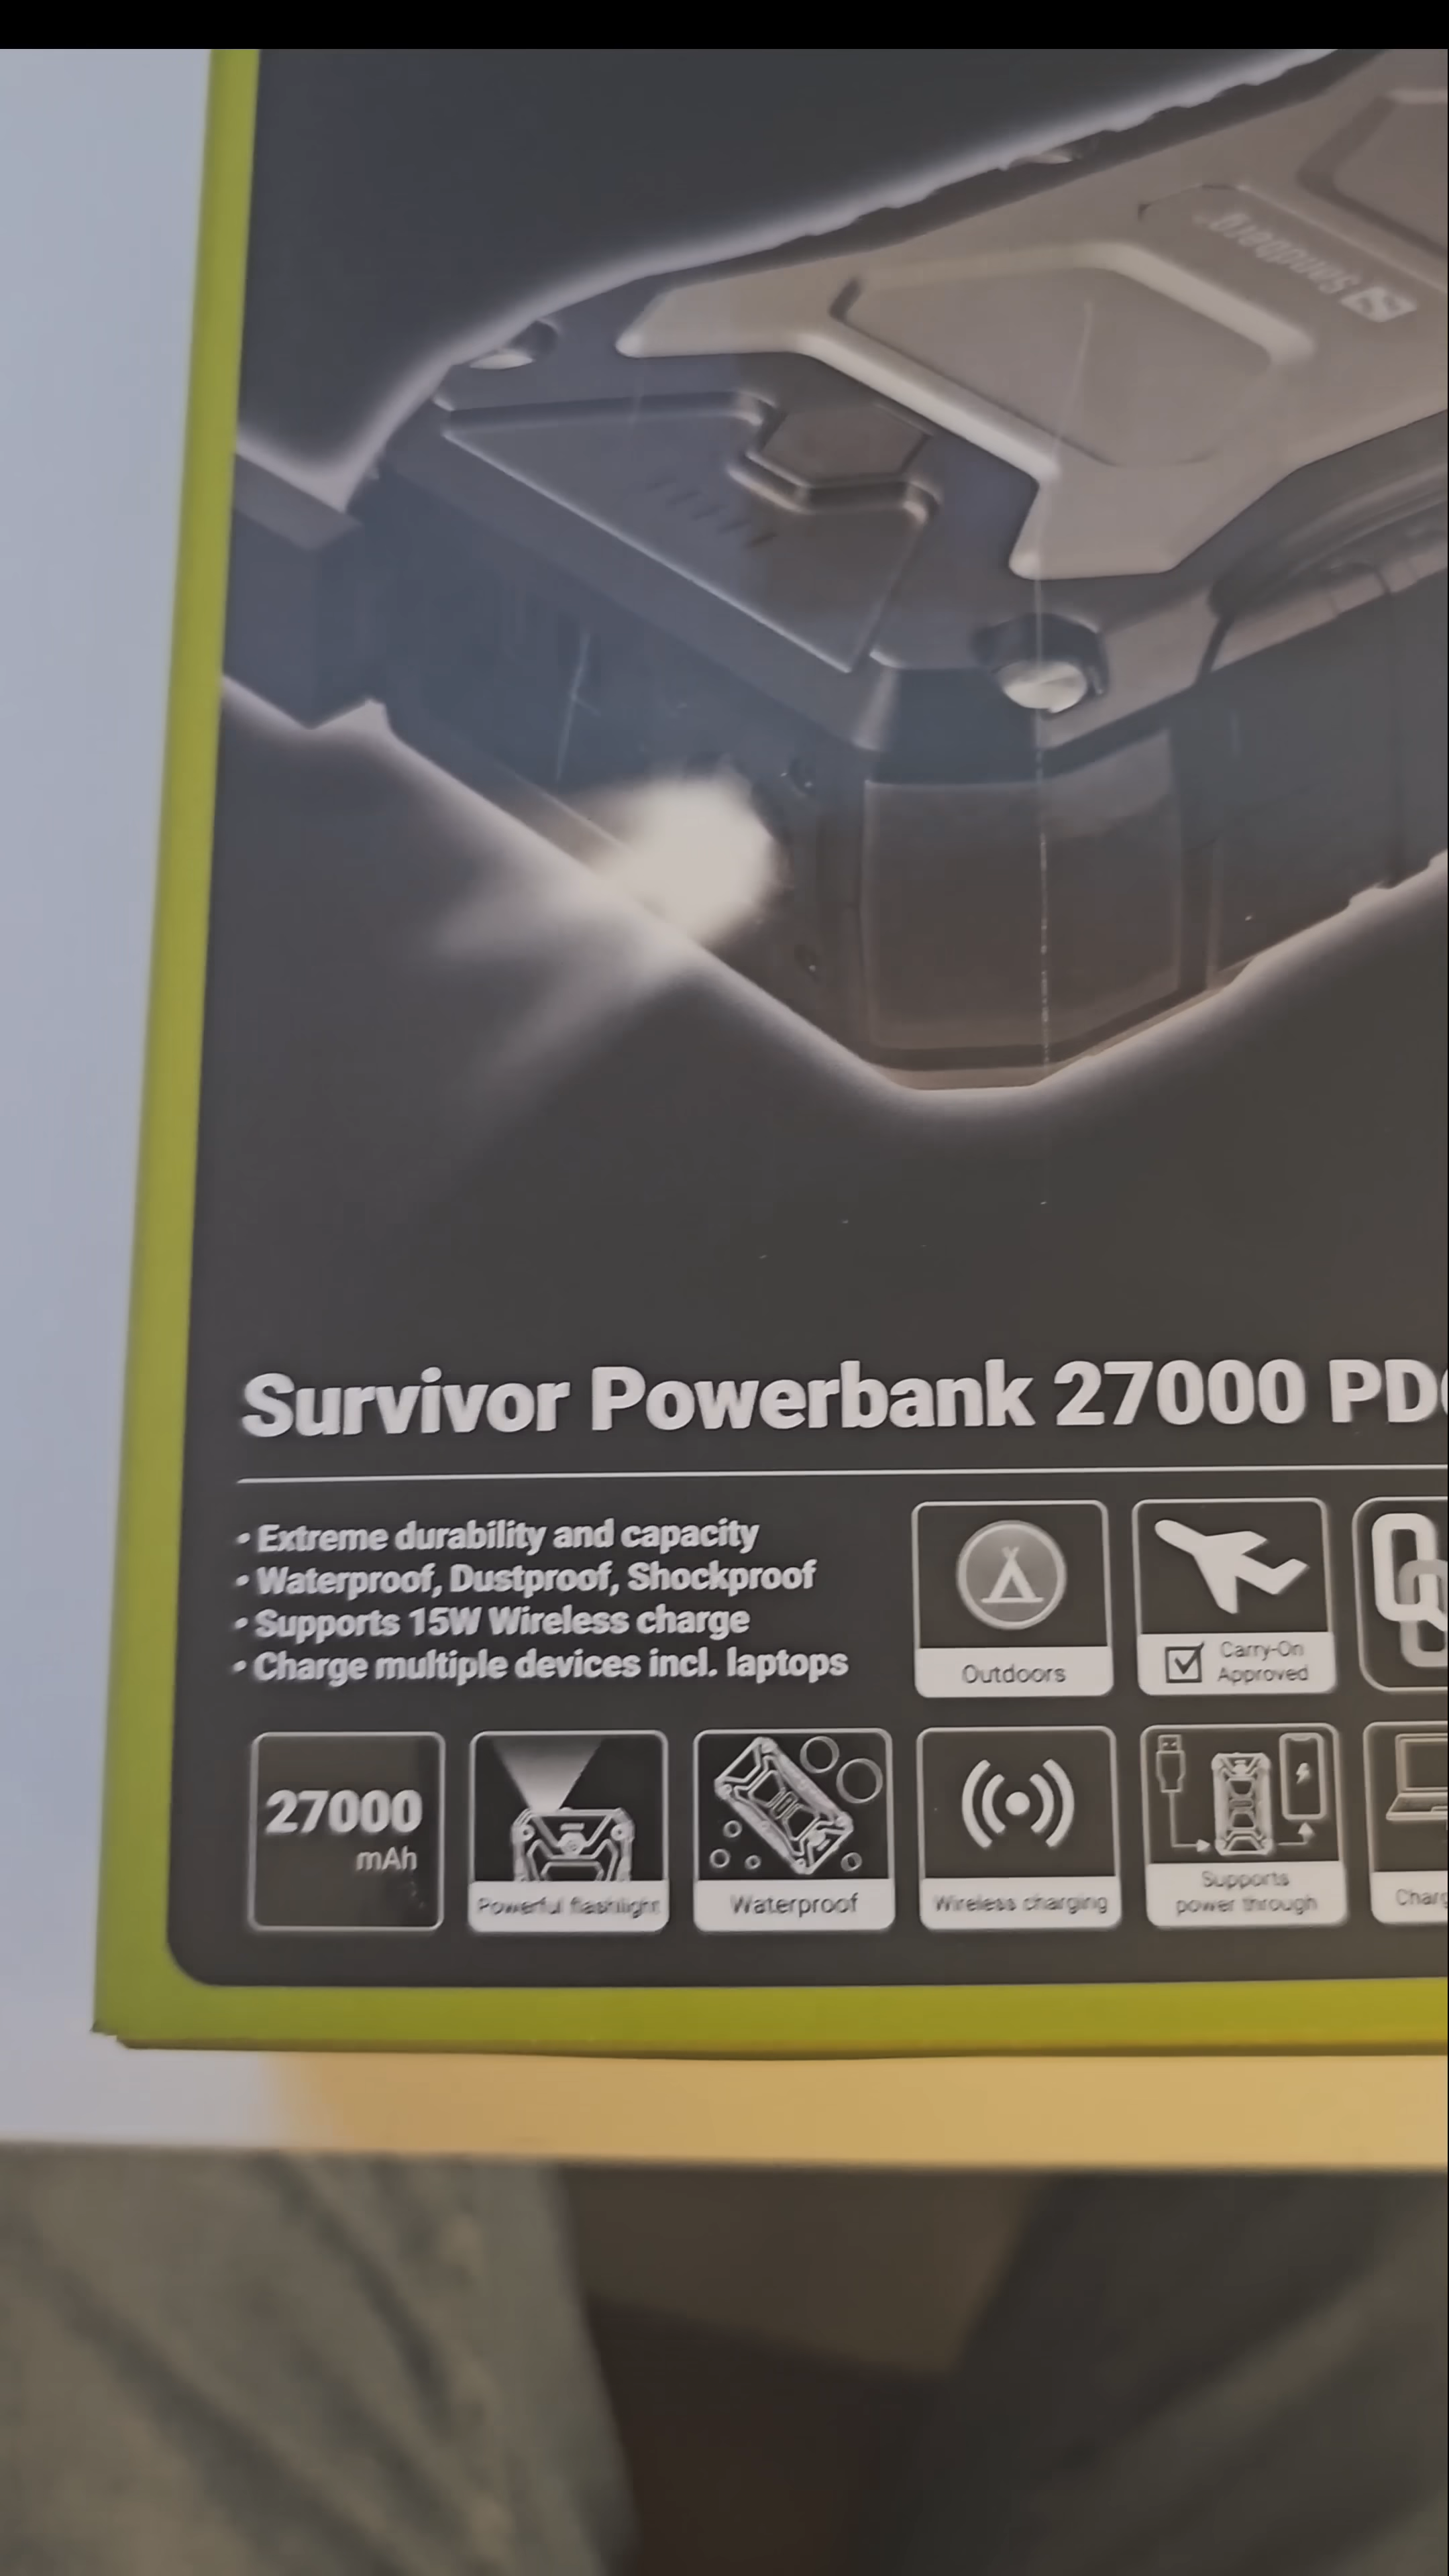 Sandberg
Survivor Powerbank 27000 PD
• Extreme durability and capacity
• Waterproof, Dustproof, Shockproof
• Supports 15W Wireless charge
• Charge multiple devices incl. laptops
Outdoors
Carry-On
Approved
27000
mAh
Powerful flashlight
Waterproof
Wireless charging
Supports
power through